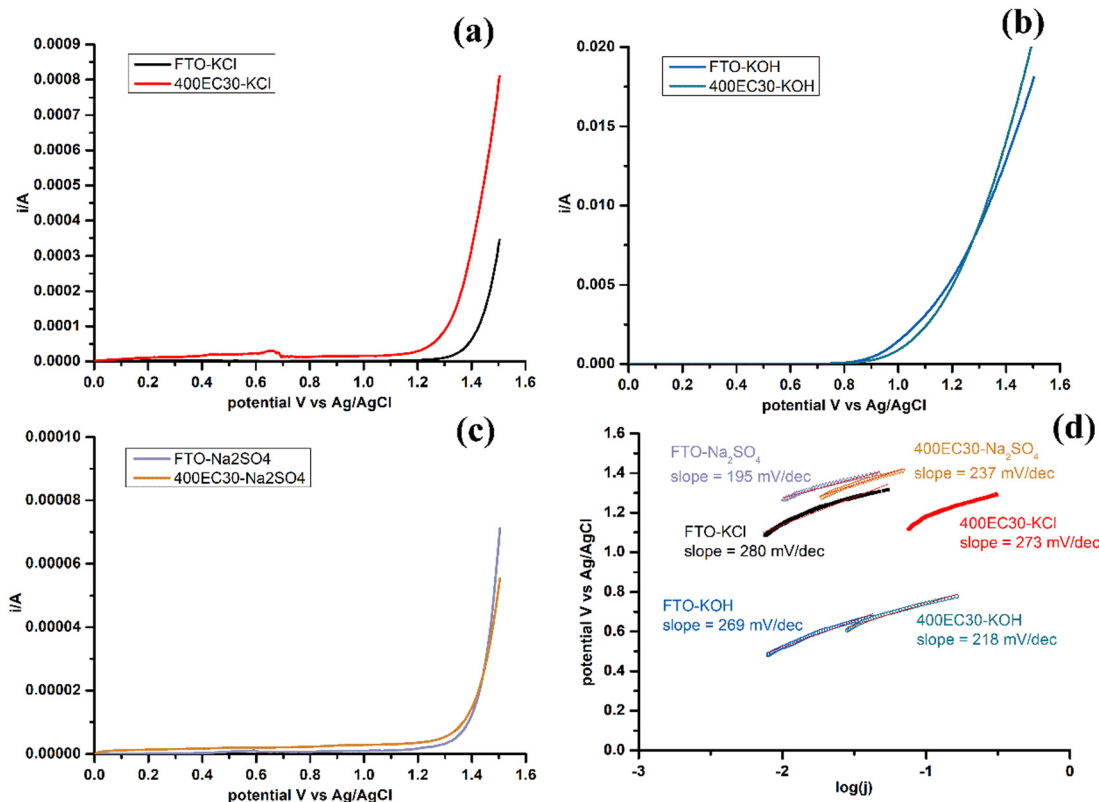 (a)
0.0009
0.0008
0.0007
0.0006
0.0005
0.0004
0.0003
0.0002
0.0001
0.0000
i/A
FTO-KCl
400EC30-KCl
0.0 0.2 0.4 0.6 0.8 1.0 1.2 1.4 1.6
potential V vs Ag/AgCl
(b)
0.020
0.015
0.010
0.005
0.000
i/A
FTO-KOH
400EC30-KOH
0.0 0.2 0.4 0.6 0.8 1.0 1.2 1.4 1.6
potential V vs Ag/AgCl
(c)
0.00010
0.00008
0.00006
0.00004
0.00002
0.00000
i/A
FTO-Na2SO4
400EC30-Na2SO4
0.0 0.2 0.4 0.6 0.8 1.0 1.2 1.4 1.6
potential V vs Ag/AgCl
(d)
1.6
1.4
1.2
1.0
0.8
0.6
0.4
0.2
0.0
potential V vs Ag/AgCl
FTO-Na₂SO₄
slope = 195 mV/dec
400EC30-Na₂SO₄
slope = 237 mV/dec
FTO-KCl
slope = 280 mV/dec
400EC30-KCl
slope = 273 mV/dec
FTO-KOH
slope = 269 mV/dec
400EC30-KOH
slope = 218 mV/dec
-3 -2 -1 0
log(j)